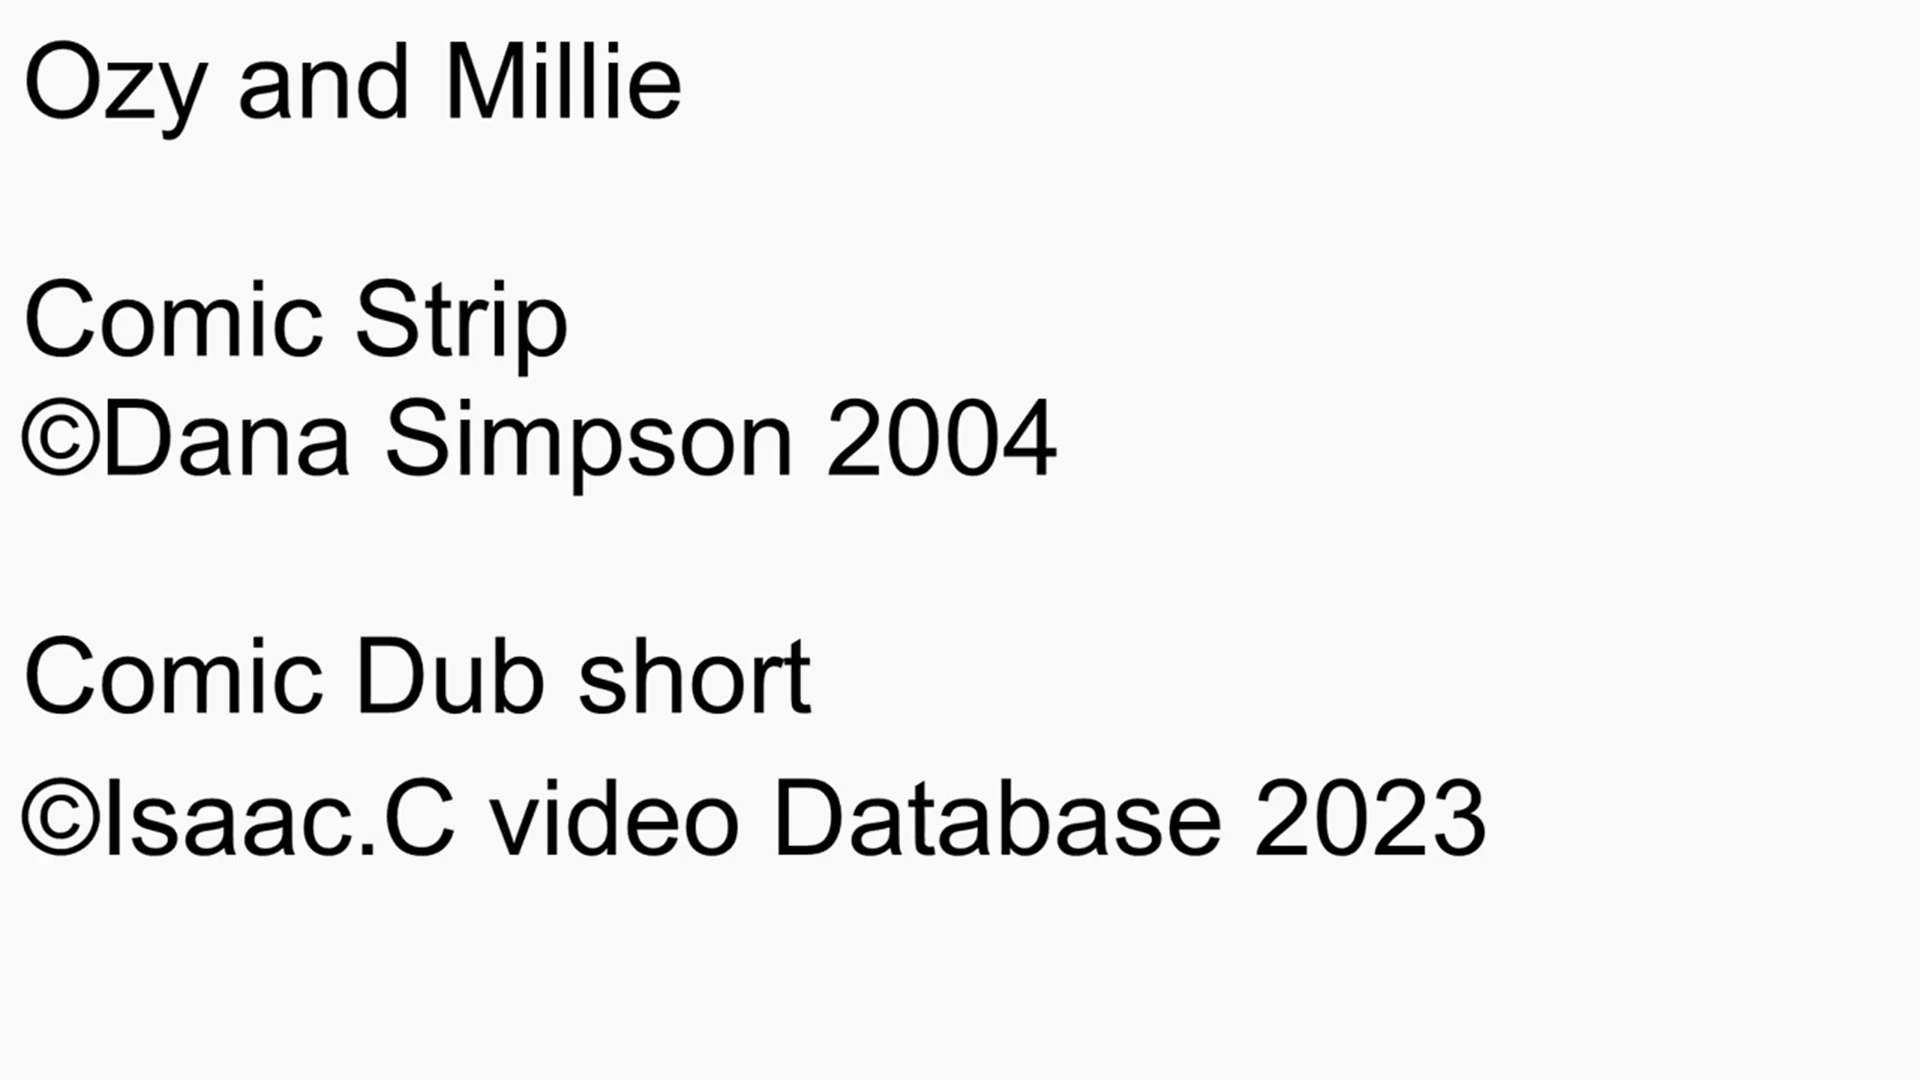 Ozy and Millie
Comic Strip
©Dana Simpson 2004
Comic Dub short
©Isaac.C video Database 2023